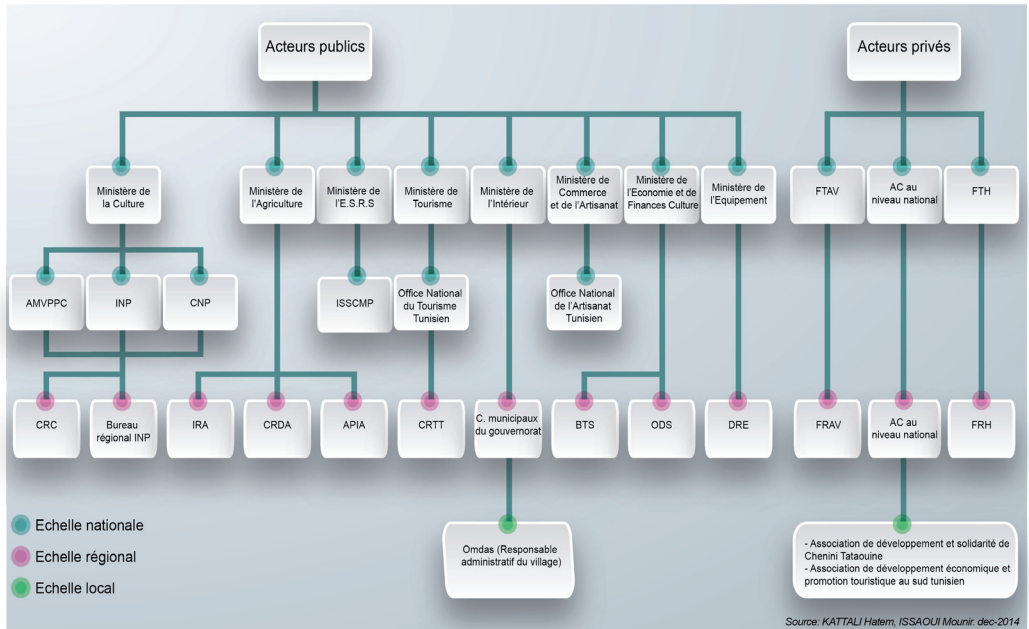 Acteurs publics
Acteurs privés
Ministère de
la Culture
Ministère de
l'Agriculture
Ministère de
l'E.S.R.S
Ministère de
Tourisme
Ministère de
l'Intérieur
Ministère de
Commerce
et de l'Artisanat
Ministère de
l'Economie et de
Finances Culture
Ministère de
l'Equipement
FTAV
AC au
niveau national
FTH
AMVPPC
INP
CNP
ISSCMP
Office National
du Tourisme
Tunisien
Office National
de l'Artisanat
Tunisien
CRC
Bureau
régional INP
IRA
CRDA
APIA
CRTT
C. municipaux
du gouvernorat
BTS
ODS
DRE
FRAV
AC au
niveau national
FRH
Echelle nationale
Echelle régional
Echelle local
Omdas (Responsable
administratif du village)
- Association de développement et solidarité de
Chenini Tataouine
- Association de développement économique et
promotion touristique au sud tunisien
Source: KATTALI Hatem, ISSAOUI Mounir. dec-2014